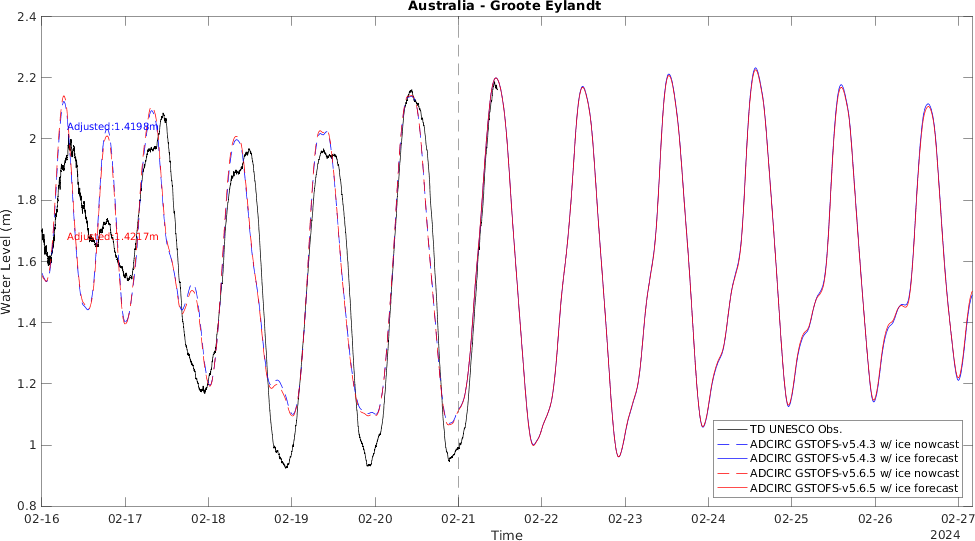 Australia - Groote Eylandt
2.4
2.2
2
1.8
1.6
1.4
1.2
1
0.8
Water Level (m)
Adjusted:1.4198m
Adjusted:1.4217m
TD UNESCO Obs.
ADCIRC GSTOFS-v5.4.3 w/ ice nowcast
ADCIRC GSTOFS-v5.4.3 w/ ice forecast
ADCIRC GSTOFS-v5.6.5 w/ ice nowcast
ADCIRC GSTOFS-v5.6.5 w/ ice forecast
02-16 02-17 02-18 02-19 02-20 02-21 02-22 02-23 02-24 02-25 02-26 02-27
Time
2024